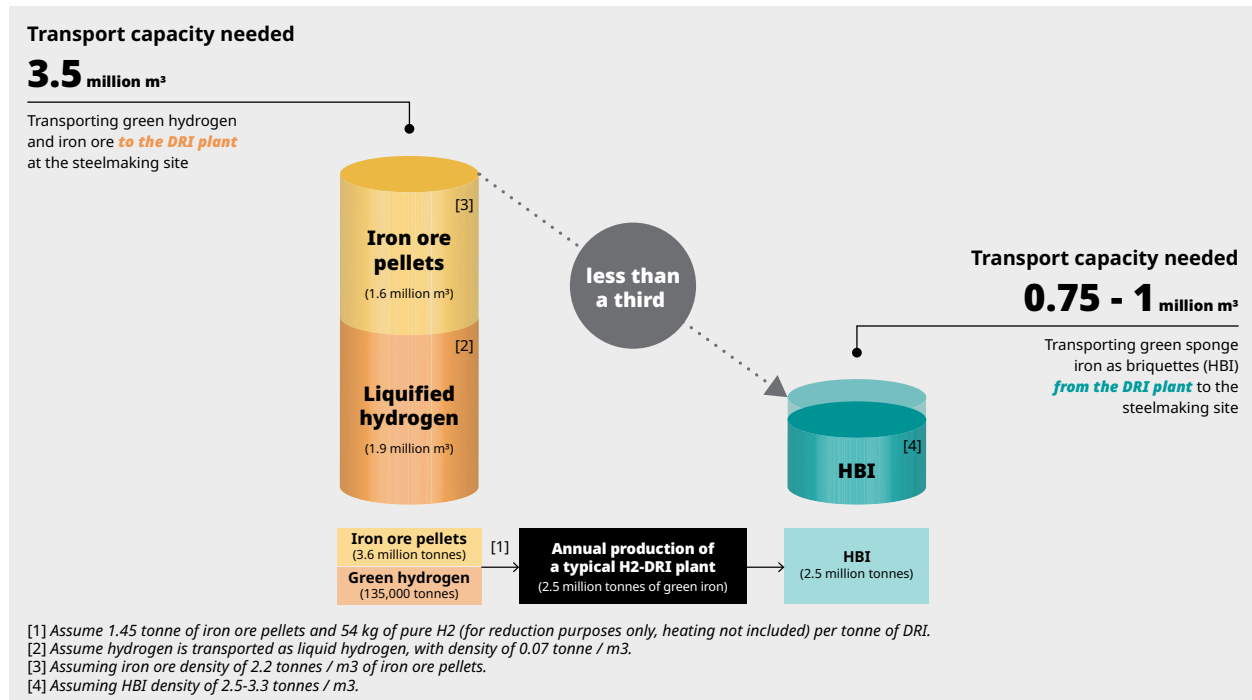 Transport capacity needed
3.5 million m³
Transporting green hydrogen
and iron ore to the DRI plant
at the steelmaking site
[3]
Iron ore
pellets
(1.6 million m³)
[2]
Liquified
hydrogen
(1.9 million m³)
less than
a third
Transport capacity needed
0.75 - 1 million m³
Transporting green sponge
iron as briquettes (HBI)
from the DRI plant to the
steelmaking site
[4]
HBI
Iron ore pellets
(3.6 million tonnes)
Green hydrogen
(135,000 tonnes)
[1]
Annual production of
a typical H2-DRI plant
(2.5 million tonnes of green iron)
HBI
(2.5 million tonnes)
[1] Assume 1.45 tonne of iron ore pellets and 54 kg of pure H2 (for reduction purposes only, heating not included) per tonne of DRI.
[2] Assume hydrogen is transported as liquid hydrogen, with density of 0.07 tonne / m3.
[3] Assuming iron ore density of 2.2 tonnes / m3 of iron ore pellets.
[4] Assuming HBI density of 2.5-3.3 tonnes / m3.